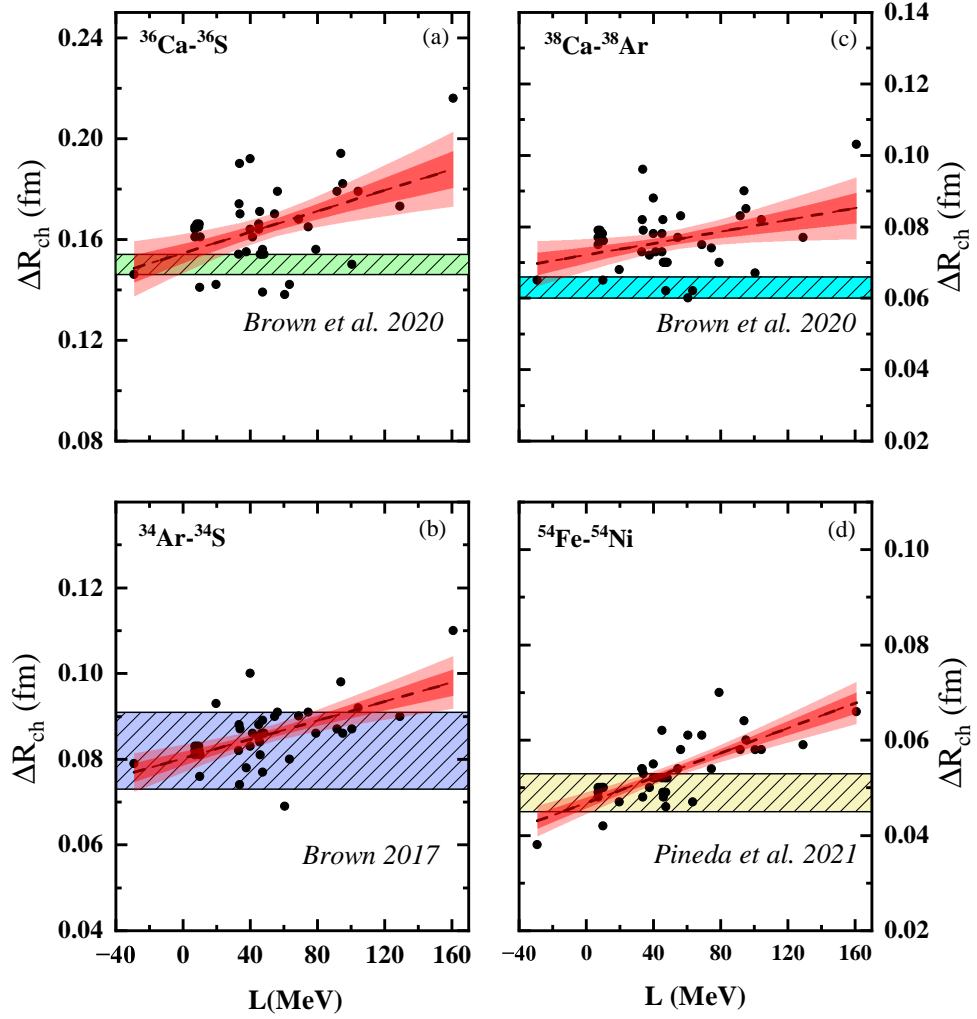 (a)
³⁶Ca-³⁶S
0.24
0.20
0.16
0.12
0.08
ΔR_ch (fm)
Brown et al. 2020
(c)
³⁸Ca-³⁸Ar
0.14
0.12
0.10
0.08
0.06
0.04
0.02
ΔR_ch (fm)
Brown et al. 2020
(b)
³⁴Ar-³⁴S
0.12
0.10
0.08
0.06
0.04
ΔR_ch (fm)
Brown 2017
−40 0 40 80 120 160
L(MeV)
(d)
⁵⁴Fe-⁵⁴Ni
0.10
0.08
0.06
0.04
0.02
ΔR_ch (fm)
Pineda et al. 2021
−40 0 40 80 120 160
L (MeV)